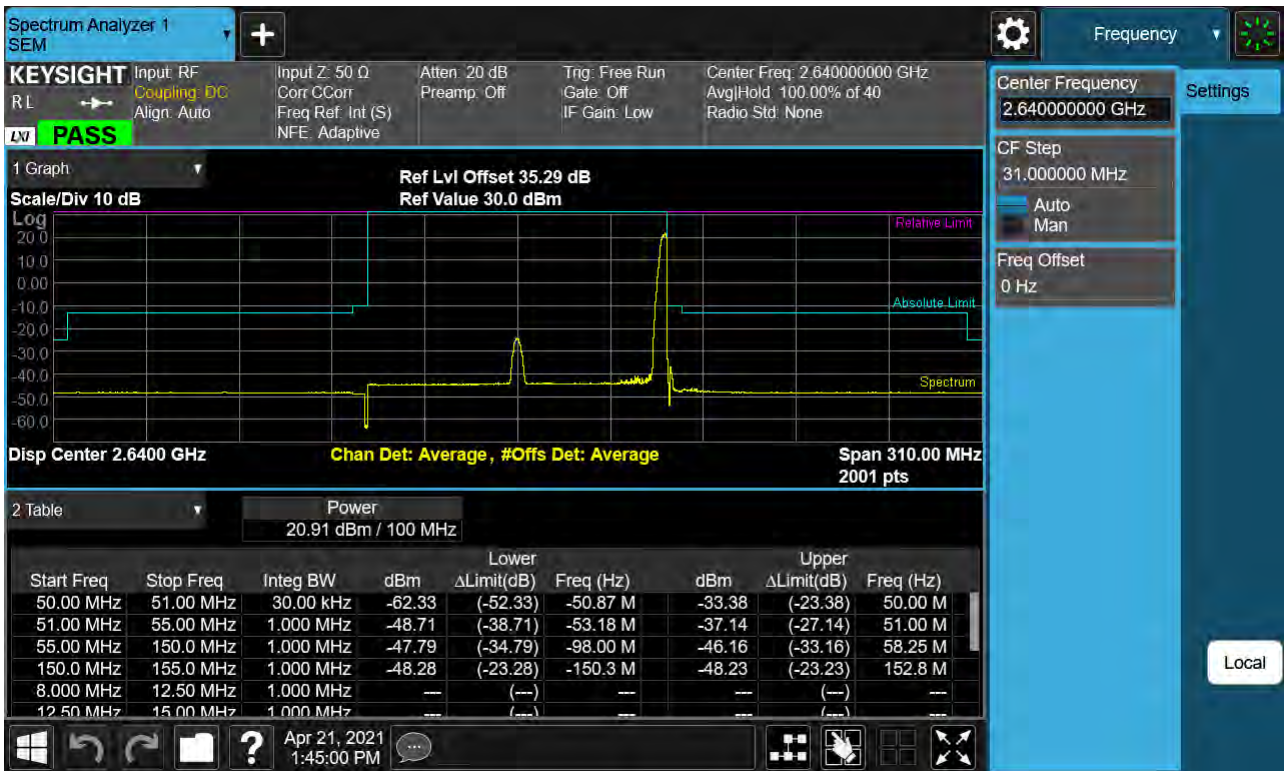 Spectrum Analyzer 1
SEM
Frequency
KEYSIGHT
R L
LXI PASS
Input: RF
Coupling: DC
Align: Auto
Input Z: 50 Ω
Corr CCorr
Freq Ref: Int (S)
NFE: Adaptive
Atten: 20 dB
Preamp: Off
Trig: Free Run
Gate: Off
IF Gain: Low
Center Freq: 2.640000000 GHz
Avg|Hold: 100.00% of 40
Radio Std: None
1 Graph
Scale/Div 10 dB
Ref Lvl Offset 35.29 dB
Ref Value 30.0 dBm
Log
20.0
10.0
0.00
-10.0
-20.0
-30.0
-40.0
-50.0
-60.0
Relative Limit
Absolute Limit
Spectrum
Disp Center 2.6400 GHz
Chan Det: Average, #Offs Det: Average
Span 310.00 MHz
2001 pts
2 Table
Power
20.91 dBm / 100 MHz
Lower Upper
Start Freq Stop Freq Integ BW dBm ΔLimit(dB) Freq (Hz) dBm ΔLimit(dB) Freq (Hz)
50.00 MHz 51.00 MHz 30.00 kHz -62.33 (-52.33) -50.87 M -33.38 (-23.38) 50.00 M
51.00 MHz 55.00 MHz 1.000 MHz -48.71 (-38.71) -53.18 M -37.14 (-27.14) 51.00 M
55.00 MHz 150.0 MHz 1.000 MHz -47.79 (-34.79) -98.00 M -46.16 (-33.16) 58.25 M
150.0 MHz 155.0 MHz 1.000 MHz -48.28 (-23.28) -150.3 M -48.23 (-23.23) 152.8 M
8.000 MHz 12.50 MHz 1.000 MHz --- (---) --- --- (---) ---
12.50 MHz 15.00 MHz 1.000 MHz --- (---) --- --- (---) ---
Center Frequency
2.640000000 GHz
Settings
CF Step
31.000000 MHz
Auto
Man
Freq Offset
0 Hz
Local
?
Apr 21, 2021
1:45:00 PM